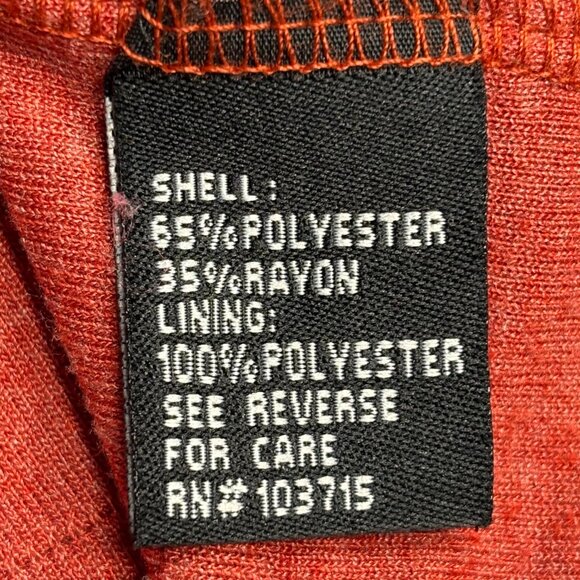 SHELL:
65%POLYESTER
35%RAYON
LINING:
100%POLYESTER
SEE REVERSE
FOR CARE
RN#103715